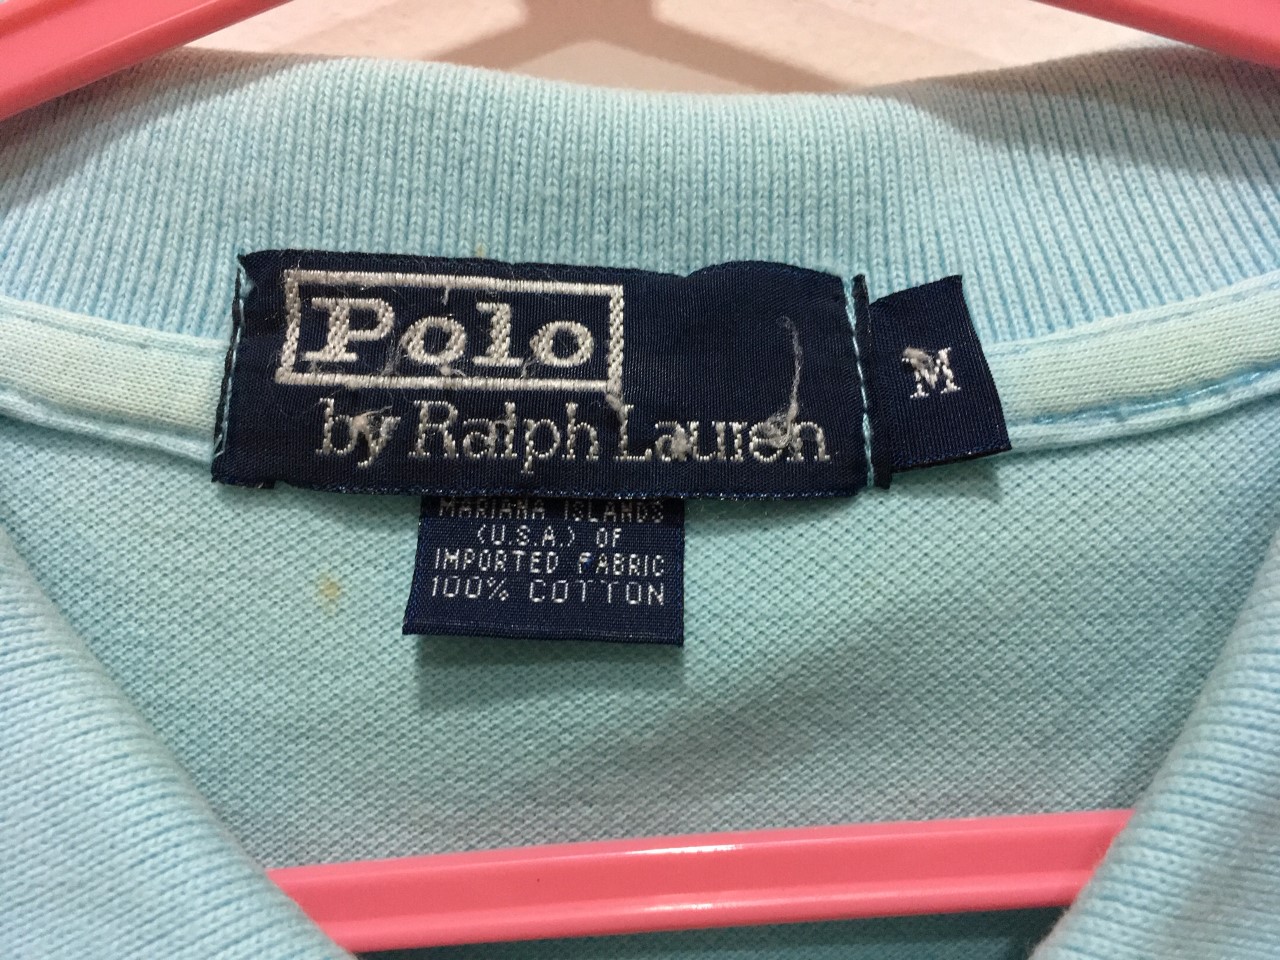 Polo
by Ralph Lauren
M
MARIANA ISLANDS
(U.S.A.) OF
IMPORTED FABRIC
100% COTTON